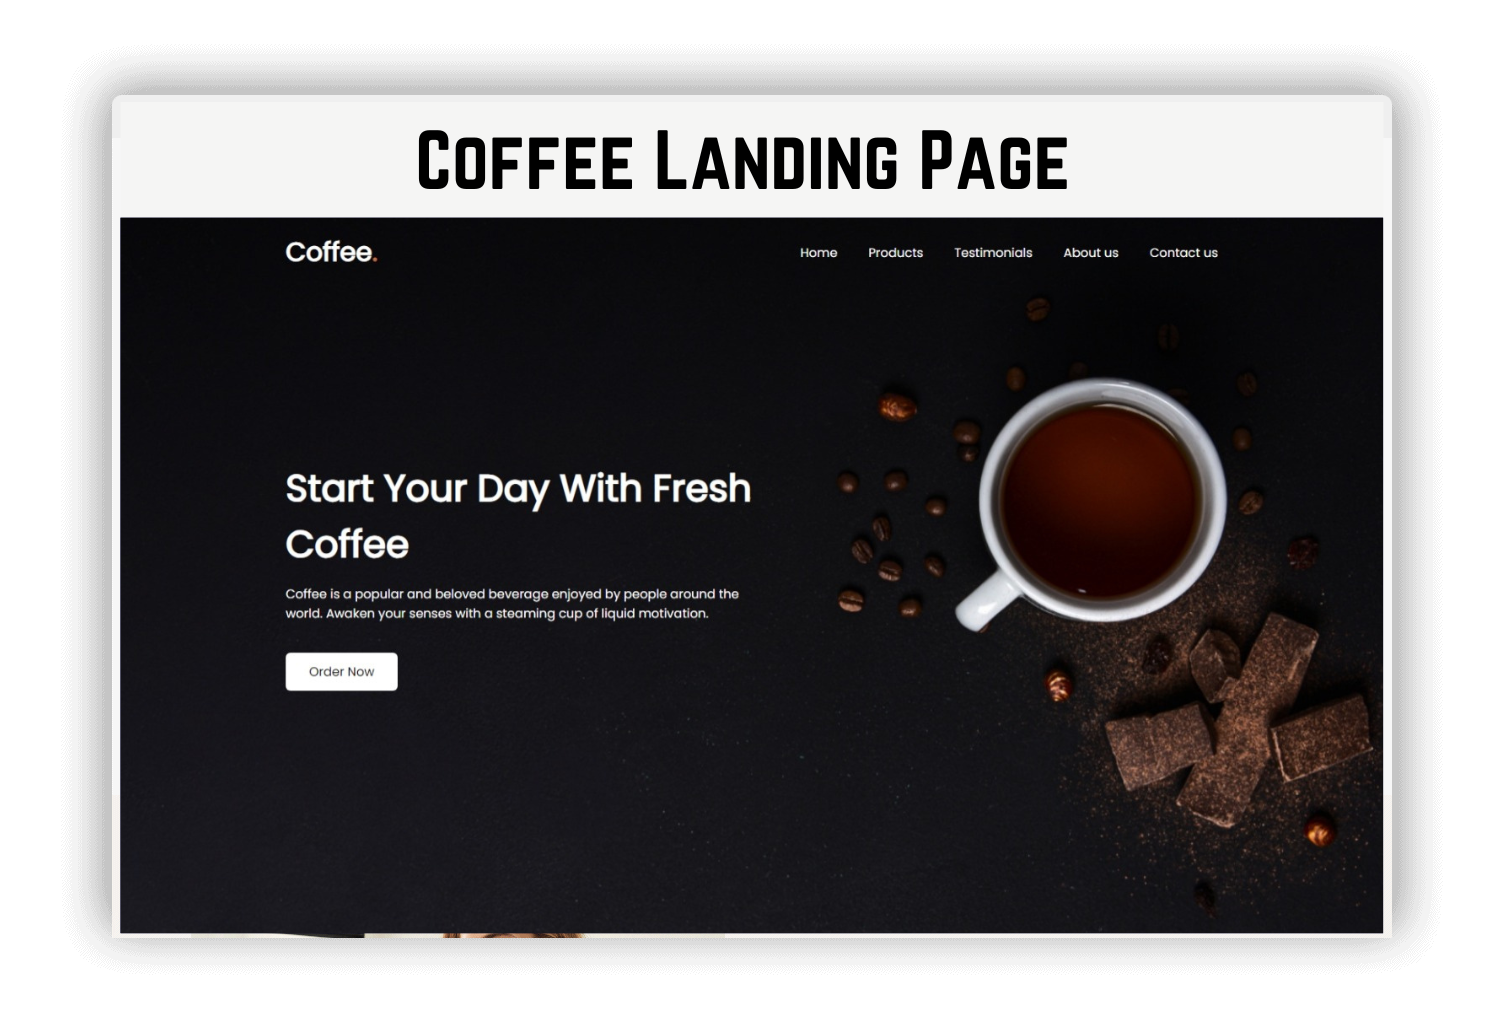 Coffee Landing Page
Coffee.
Home Products Testimonials About us Contact us
Start Your Day With Fresh
Coffee
Coffee is a popular and beloved beverage enjoyed by people around the
world. Awaken your senses with a steaming cup of liquid motivation.
Order Now